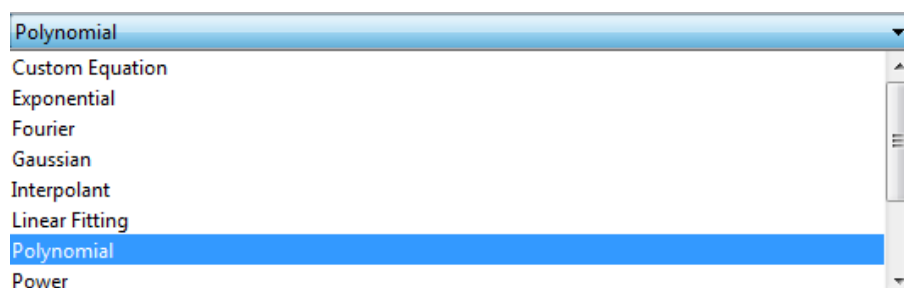 Polynomial
Custom Equation
Exponential
Fourier
Gaussian
Interpolant
Linear Fitting
Polynomial
Power